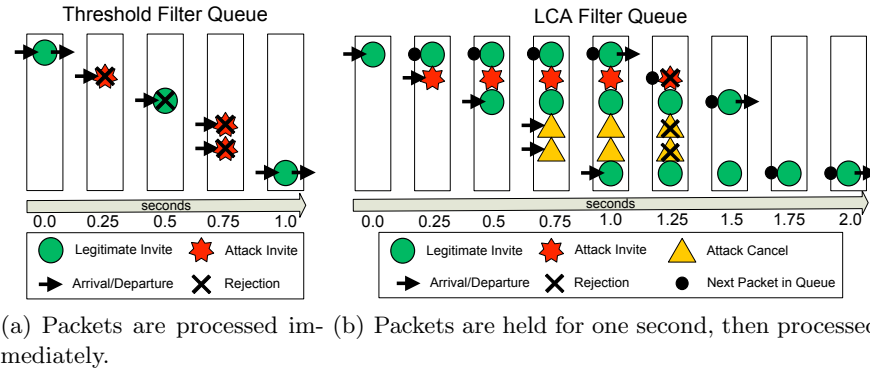 Threshold Filter Queue
LCA Filter Queue
seconds
0.0 0.25 0.5 0.75 1.0
seconds
0.0 0.25 0.5 0.75 1.0 1.25 1.5 1.75 2.0
Legitimate Invite Attack Invite
Arrival/Departure Rejection
Legitimate Invite Attack Invite Attack Cancel
Arrival/Departure Rejection Next Packet in Queue
(a) Packets are processed im-
mediately.
(b) Packets are held for one second, then processed